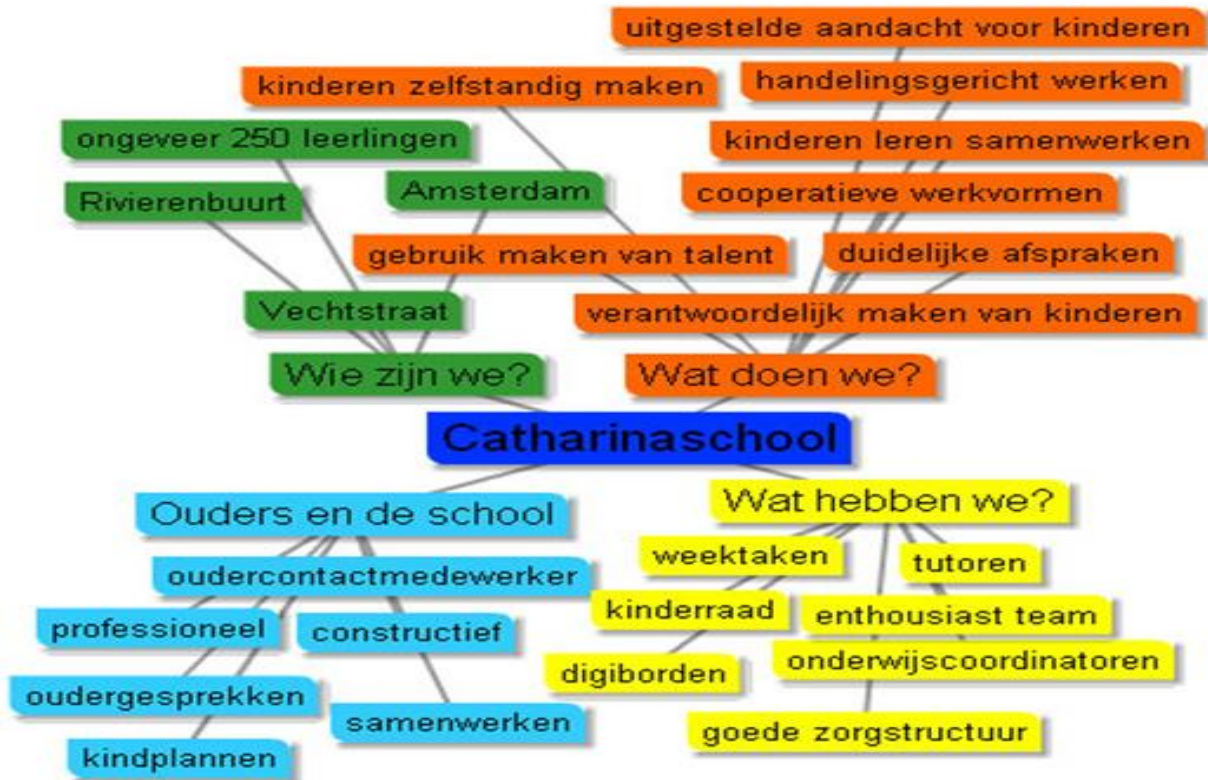 uitgestelde aandacht voor kinderen
kinderen zelfstandig maken
handelingsgericht werken
ongeveer 250 leerlingen
kinderen leren samenwerken
Rivierenbuurt
Amsterdam
cooperatieve werkvormen
gebruik maken van talent
duidelijke afspraken
Vechtstraat
verantwoordelijk maken van kinderen
Wie zijn we?
Wat doen we?
Catharinaschool
Ouders en de school
Wat hebben we?
weektaken
tutoren
oudercontactmedewerker
kinderraad
enthousiast team
professioneel
constructief
digiborden
onderwijscoordinatoren
oudergesprekken
samenwerken
goede zorgstructuur
kindplannen